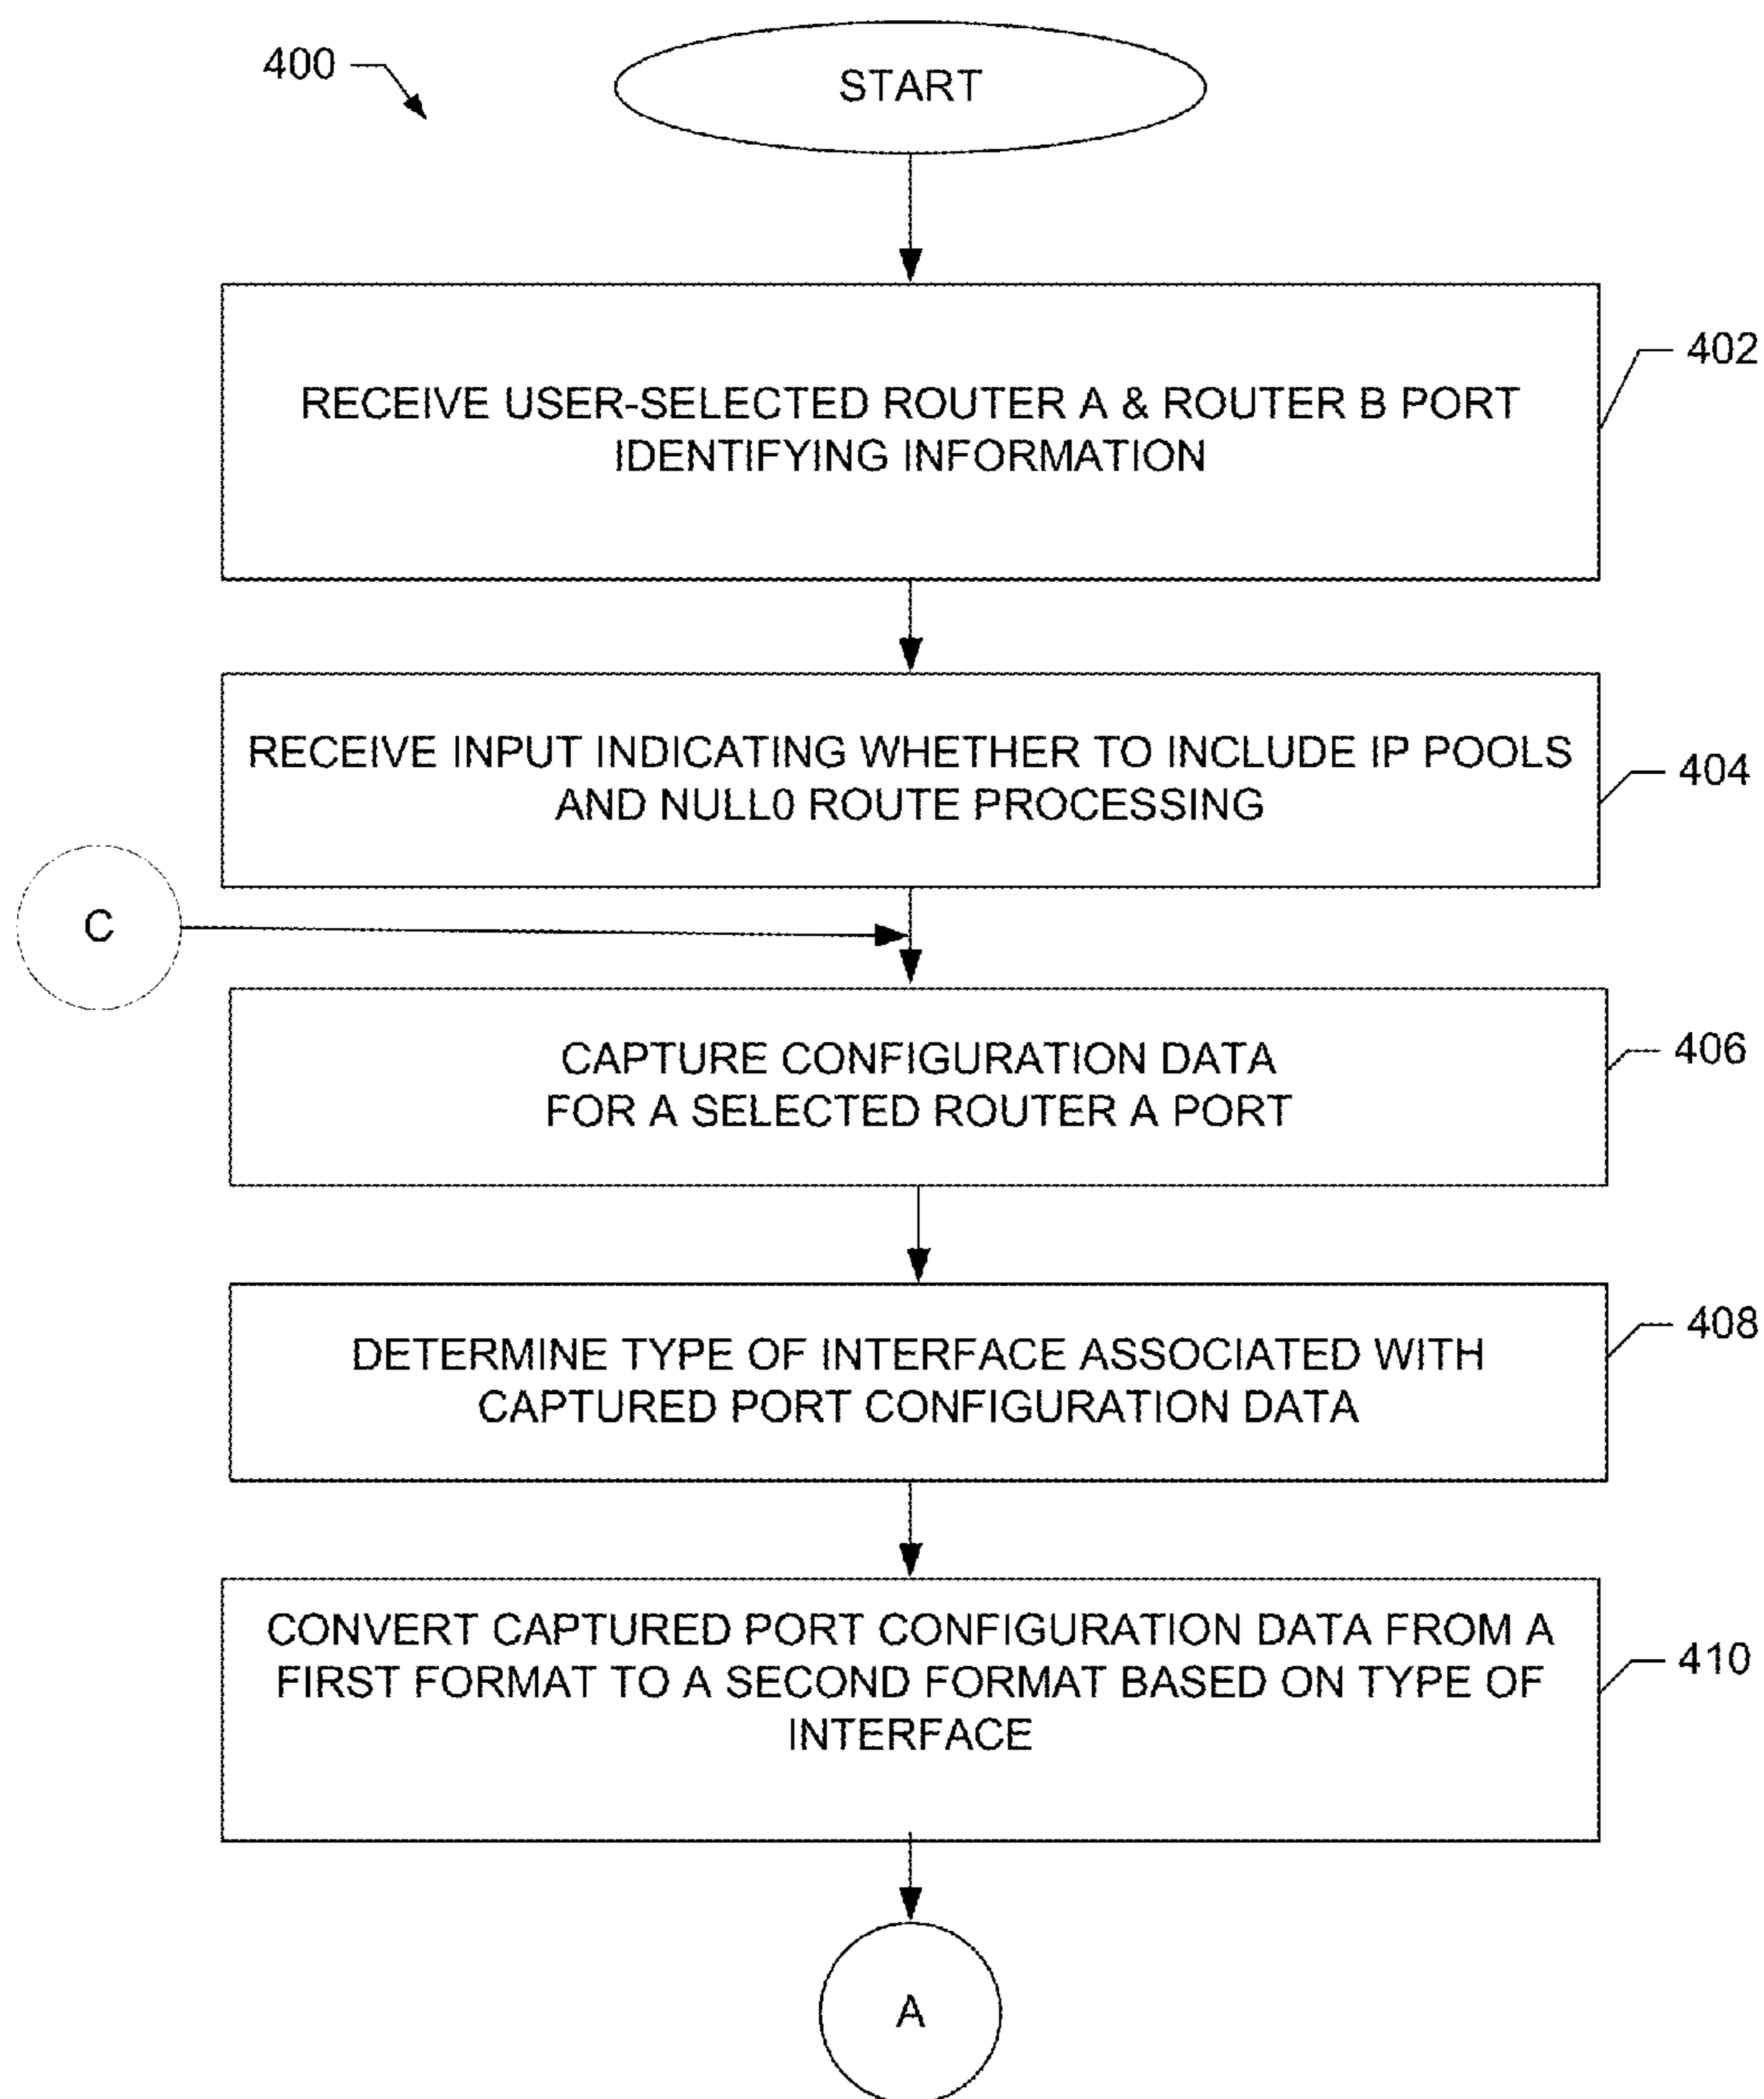 400
START
RECEIVE USER-SELECTED ROUTER A & ROUTER B PORT
IDENTIFYING INFORMATION
402
RECEIVE INPUT INDICATING WHETHER TO INCLUDE IP POOLS
AND NULL0 ROUTE PROCESSING
404
C
CAPTURE CONFIGURATION DATA
FOR A SELECTED ROUTER A PORT
406
DETERMINE TYPE OF INTERFACE ASSOCIATED WITH
CAPTURED PORT CONFIGURATION DATA
408
CONVERT CAPTURED PORT CONFIGURATION DATA FROM A
FIRST FORMAT TO A SECOND FORMAT BASED ON TYPE OF
INTERFACE
410
A